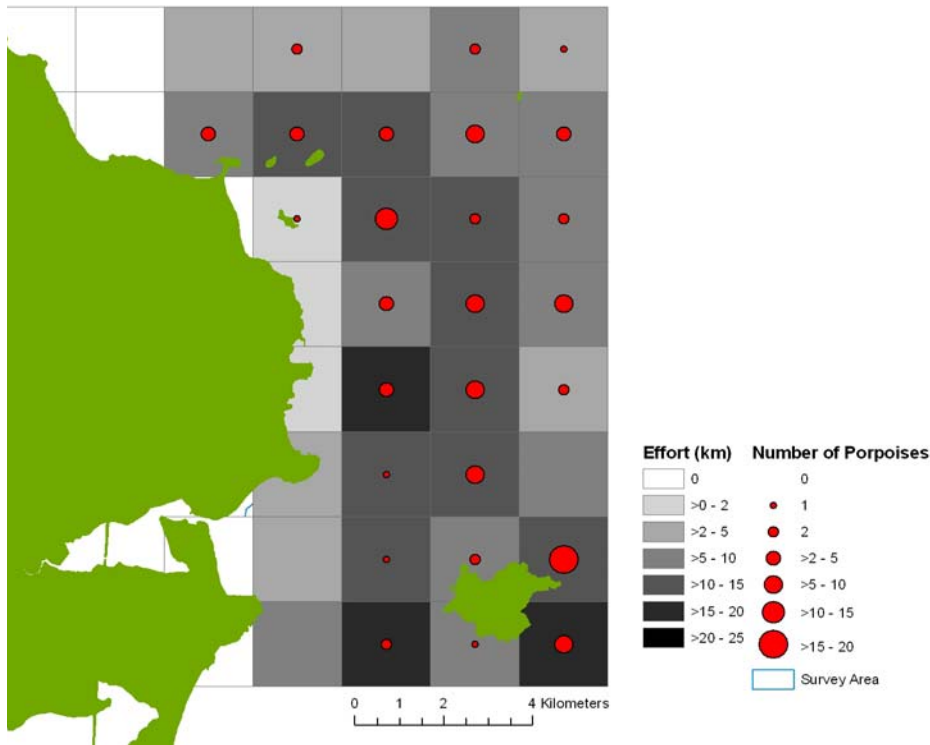 Effort (km) Number of Porpoises
0 0
>0 - 2 1
>2 - 5 2
>5 - 10 >2 - 5
>10 - 15 >5 - 10
>15 - 20 >10 - 15
>20 - 25 >15 - 20
Survey Area
0 1 2 4 Kilometers